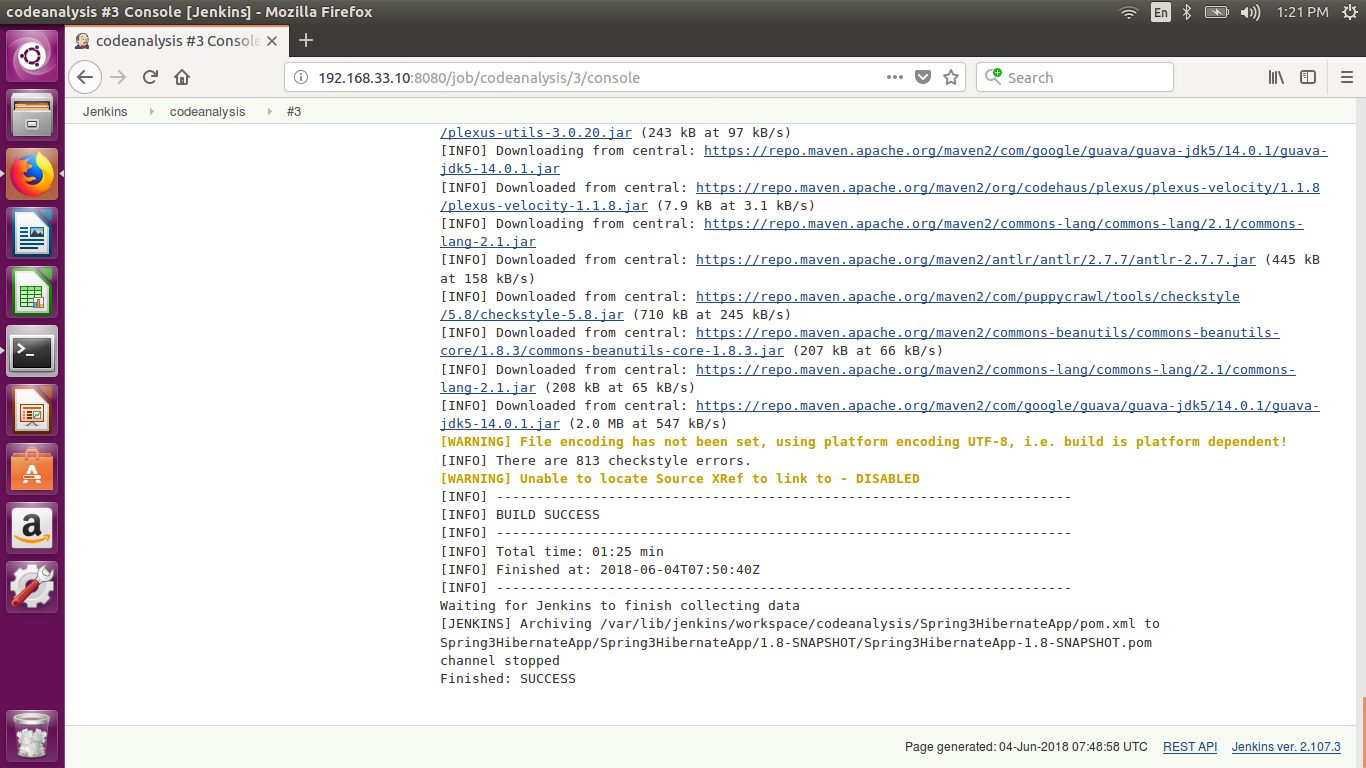 codeanalysis #3 Console [Jenkins] - Mozilla Firefox
En
1:21 PM
codeanalysis #3 Console
192.168.33.10:8080/job/codeanalysis/3/console
Search
Jenkins
codeanalysis
#3
/plexus-utils-3.0.20.jar (243 kB at 97 kB/s)
[INFO] Downloading from central: https://repo.maven.apache.org/maven2/com/google/guava/guava-jdk5/14.0.1/guava-
jdk5-14.0.1.jar
[INFO] Downloaded from central: https://repo.maven.apache.org/maven2/org/codehaus/plexus/plexus-velocity/1.1.8
/plexus-velocity-1.1.8.jar (7.9 kB at 3.1 kB/s)
[INFO] Downloading from central: https://repo.maven.apache.org/maven2/commons-lang/commons-lang/2.1/commons-
lang-2.1.jar
[INFO] Downloaded from central: https://repo.maven.apache.org/maven2/antlr/antlr/2.7.7/antlr-2.7.7.jar (445 kB
at 158 kB/s)
[INFO] Downloaded from central: https://repo.maven.apache.org/maven2/com/puppycrawl/tools/checkstyle
/5.8/checkstyle-5.8.jar (710 kB at 245 kB/s)
[INFO] Downloaded from central: https://repo.maven.apache.org/maven2/commons-beanutils/commons-beanutils-
core/1.8.3/commons-beanutils-core-1.8.3.jar (207 kB at 66 kB/s)
[INFO] Downloaded from central: https://repo.maven.apache.org/maven2/commons-lang/commons-lang/2.1/commons-
lang-2.1.jar (208 kB at 65 kB/s)
[INFO] Downloaded from central: https://repo.maven.apache.org/maven2/com/google/guava/guava-jdk5/14.0.1/guava-
jdk5-14.0.1.jar (2.0 MB at 547 kB/s)
[WARNING] File encoding has not been set, using platform encoding UTF-8, i.e. build is platform dependent!
[INFO] There are 813 checkstyle errors.
[WARNING] Unable to locate Source XRef to link to - DISABLED
[INFO] ------------------------------------------------------------------------
[INFO] BUILD SUCCESS
[INFO] ------------------------------------------------------------------------
[INFO] Total time: 01:25 min
[INFO] Finished at: 2018-06-04T07:50:40Z
[INFO] ------------------------------------------------------------------------
Waiting for Jenkins to finish collecting data
[JENKINS] Archiving /var/lib/jenkins/workspace/codeanalysis/Spring3HibernateApp/pom.xml to
Spring3HibernateApp/Spring3HibernateApp/1.8-SNAPSHOT/Spring3HibernateApp-1.8-SNAPSHOT.pom
channel stopped
Finished: SUCCESS
Page generated: 04-Jun-2018 07:48:58 UTC
REST API
Jenkins ver. 2.107.3